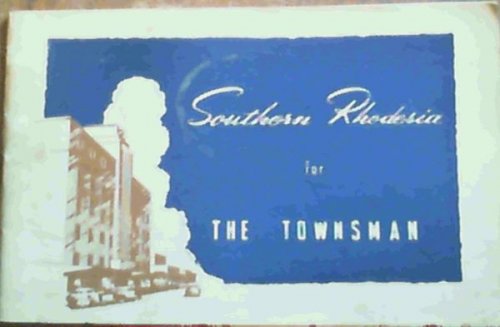 Southern Rhodesia
for
THE TOWNSMAN